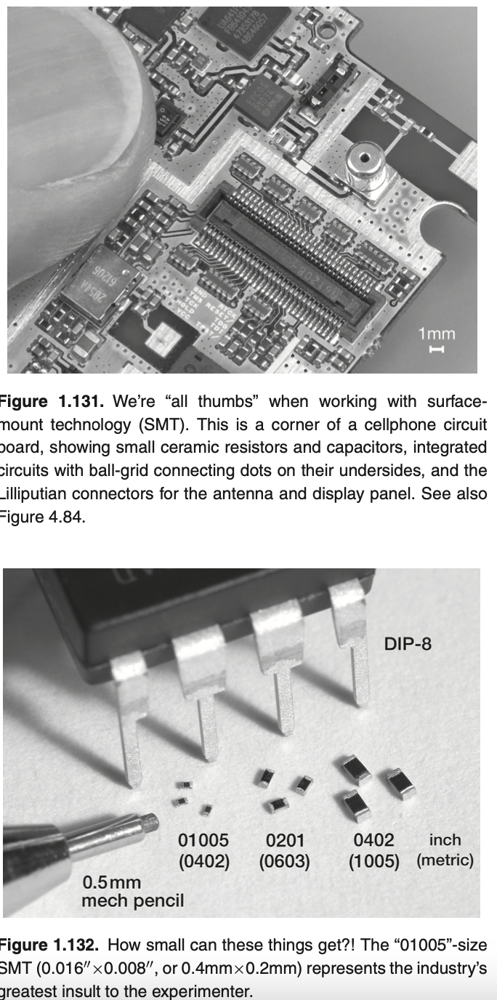 1mm
Figure 1.131. We're “all thumbs” when working with surface-
mount technology (SMT). This is a corner of a cellphone circuit
board, showing small ceramic resistors and capacitors, integrated
circuits with ball-grid connecting dots on their undersides, and the
Lilliputian connectors for the antenna and display panel. See also
Figure 4.84.
DIP-8
01005 0201 0402 inch
(0402) (0603) (1005) (metric)
0.5mm
mech pencil
Figure 1.132. How small can these things get?! The “01005”-size
SMT (0.016″×0.008″, or 0.4mm×0.2mm) represents the industry's
greatest insult to the experimenter.